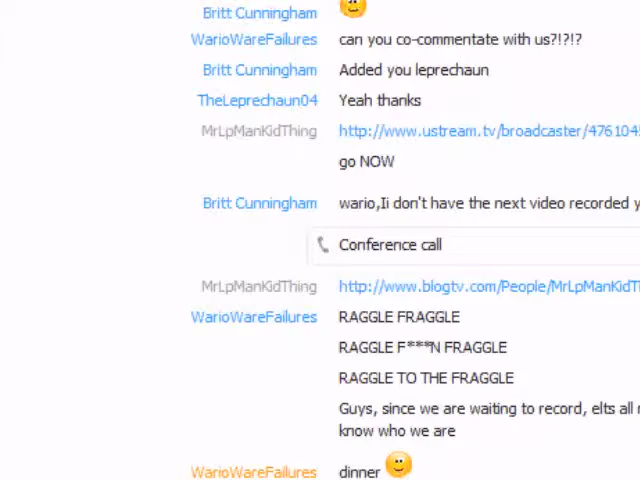 Britt Cunningham
WarioWareFailures can you co-commentate with us?!?!?
Britt Cunningham Added you leprechaun
TheLeprechaun04 Yeah thanks
MrLpManKidThing http://www.ustream.tv/broadcaster/476104
go NOW
Britt Cunningham wario,Ii don't have the next video recorded y
Conference call
MrLpManKidThing http://www.blogtv.com/People/MrLpManKidT
WarioWareFailures RAGGLE FRAGGLE
RAGGLE F***N FRAGGLE
RAGGLE TO THE FRAGGLE
Guys, since we are waiting to record, elts all
know who we are
WarioWareFailures dinner